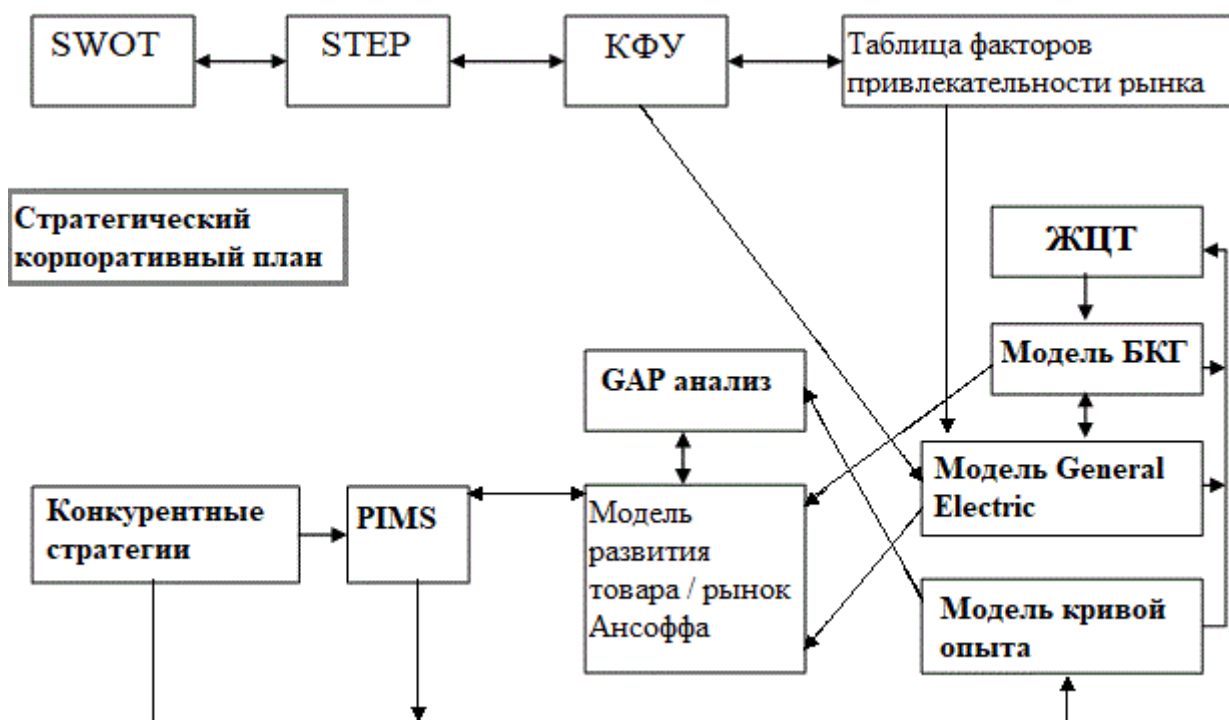 SWOT
STEP
КФУ
Таблица факторов
привлекательности рынка
Стратегический
корпоративный план
ЖЦТ
Модель БКГ
GAP анализ
Модель General
Electric
Конкурентные
стратегии
PIMS
Модель
развития
товара / рынок
Ансоффа
Модель кривой
опыта